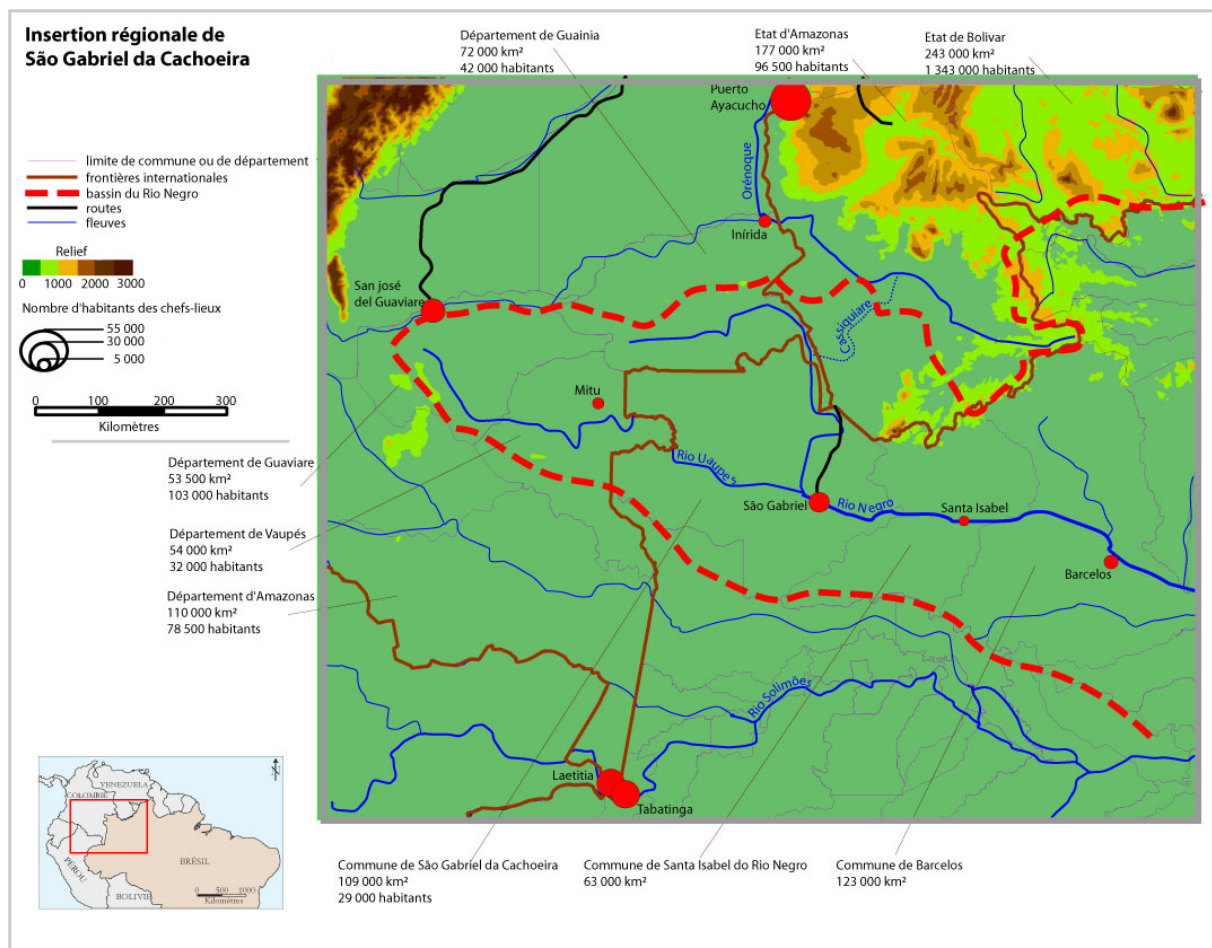 Insertion régionale de
São Gabriel da Cachoeira
Département de Guainia
72 000 km²
42 000 habitants
Etat d'Amazonas
177 000 km²
96 500 habitants
Etat de Bolivar
243 000 km²
1 343 000 habitants
limite de commune ou de département
frontières internationales
bassin du Rio Negro
routes
fleuves
Relief
0 1000 2000 3000
500
Nombre d'habitants des chefs-lieux
55 000
30 000
5 000
0 100 200 300
Kilomètres
Département de Guaviare
53 500 km²
103 000 habitants
Département de Vaupés
54 000 km²
32 000 habitants
Département d'Amazonas
110 000 km²
78 500 habitants
Puerto
Ayacucho
Orénoque
Inírida
San josé
del Guaviare
Cassiquiare
Mitu
Rio Uaupes
São Gabriel
Rio Negro
Santa Isabel
Barcelos
Rio Solimões
Laetitia
Tabatinga
N
VENEZUELA
COLOMBIE
PÉROU
BRÉSIL
BOLIVIE
0 500 1000
Kilomètres
Commune de São Gabriel da Cachoeira
109 000 km²
29 000 habitants
Commune de Santa Isabel do Rio Negro
63 000 km²
Commune de Barcelos
123 000 km²